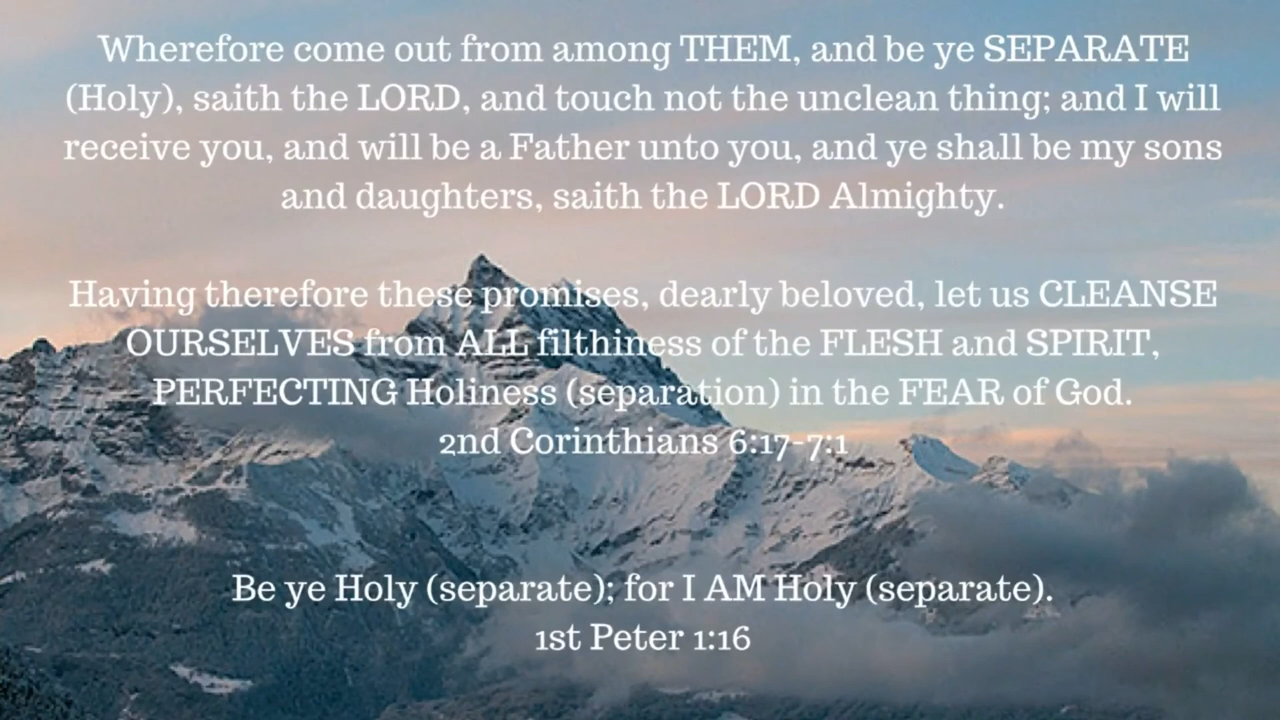 Wherefore come out from among THEM, and be ye SEPARATE
(Holy), saith the LORD, and touch not the unclean thing; and I will
receive you, and will be a Father unto you, and ye shall be my sons
and daughters, saith the LORD Almighty.
Having therefore these promises, dearly beloved, let us CLEANSE
OURSELVES from ALL filthiness of the FLESH and SPIRIT,
PERFECTING Holiness (separation) in the FEAR of God.
2nd Corinthians 6:17-7:1
Be ye Holy (separate); for I AM Holy (separate).
1st Peter 1:16